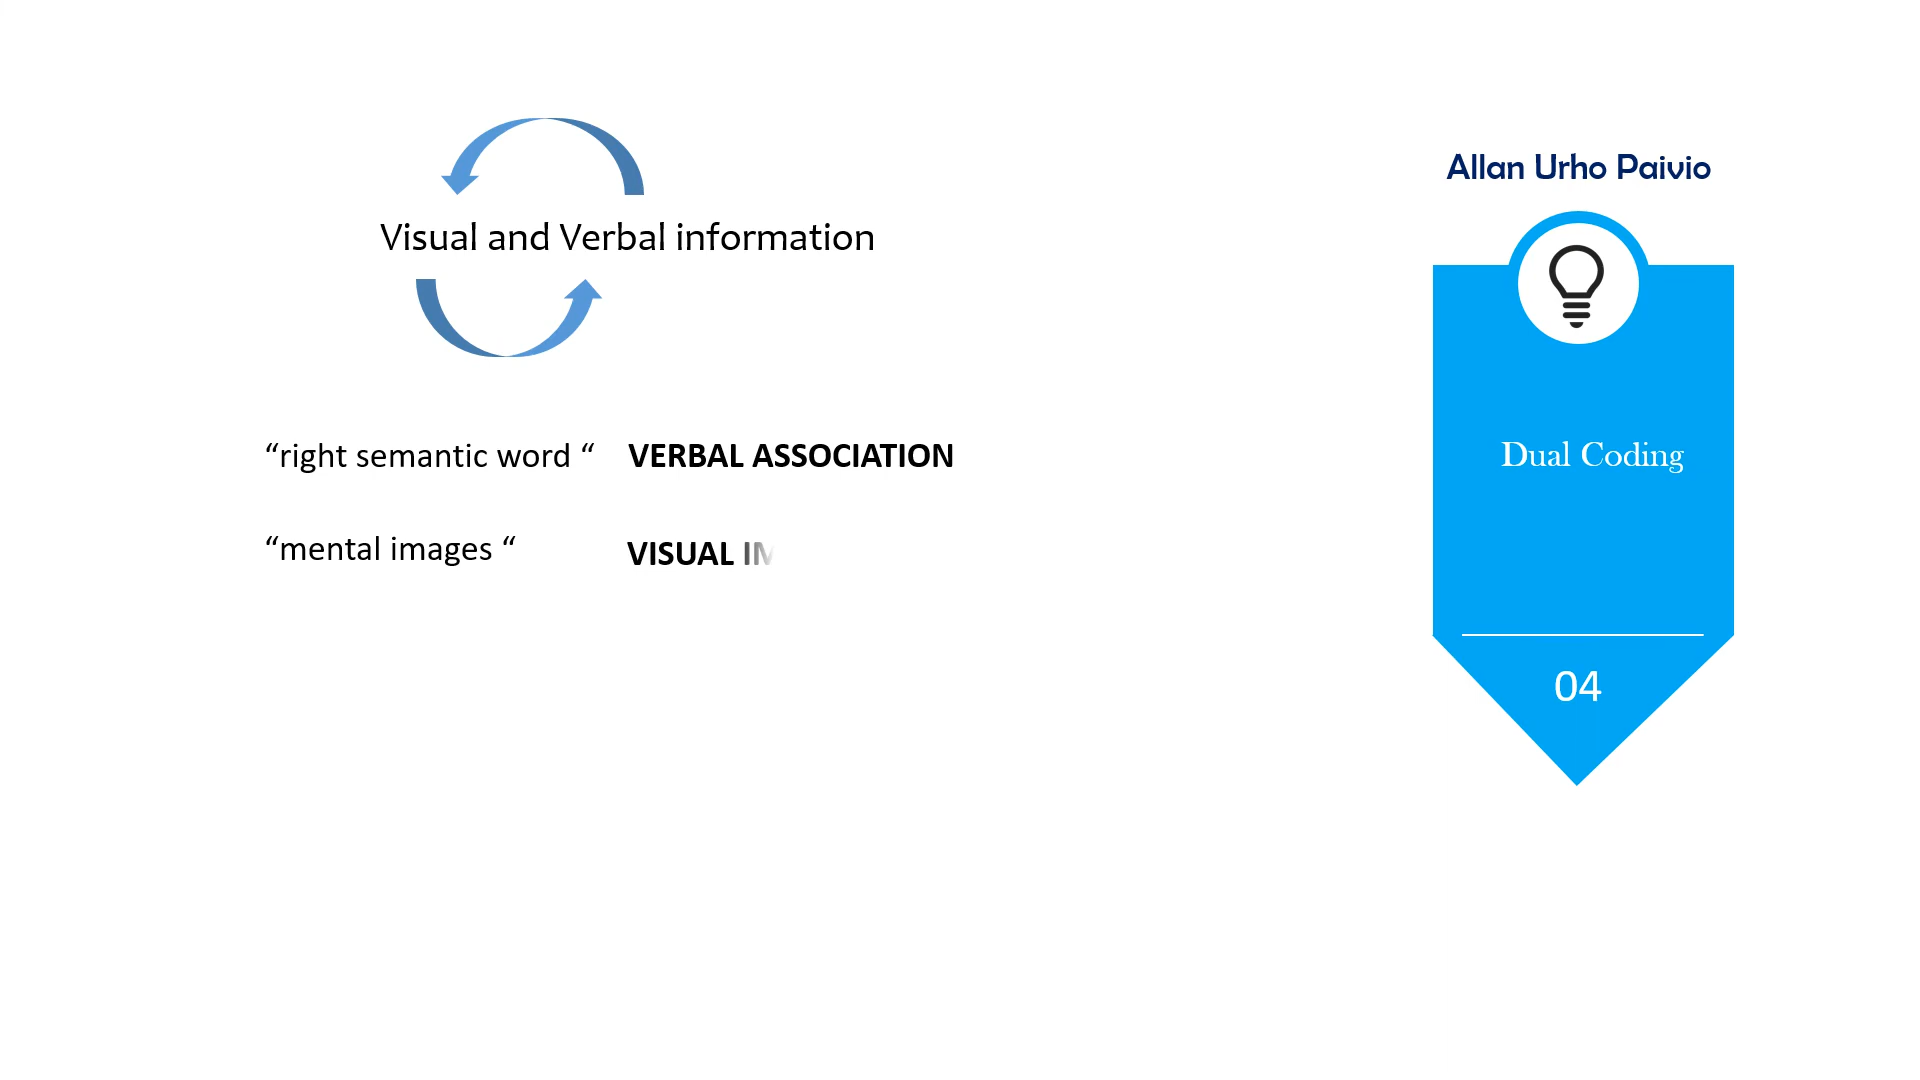 Allan Urho Paivio
Visual and Verbal information
“right semantic word “ VERBAL ASSOCIATION
“mental images “ VISUAL
Dual Coding
04